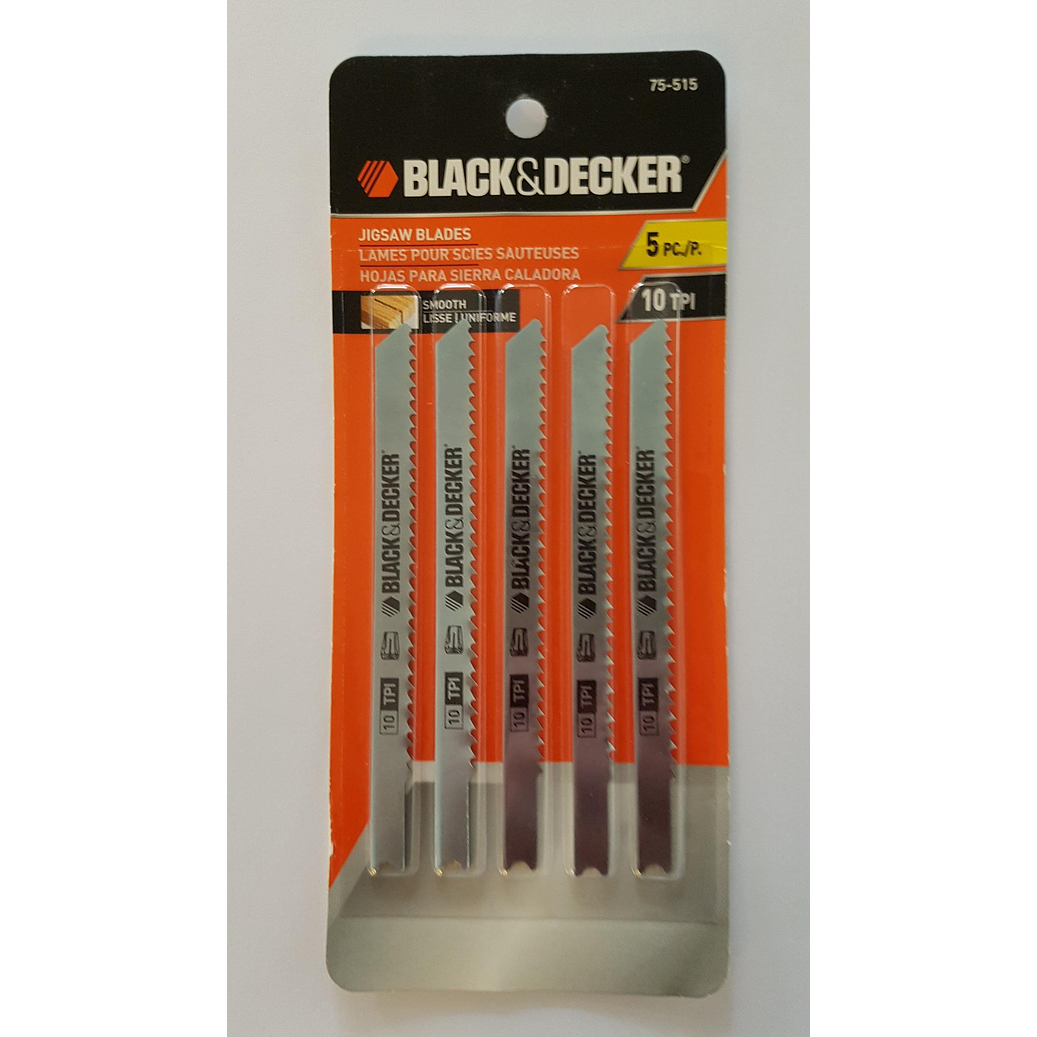 75-515
BLACK&DECKER®
JIGSAW BLADES
LAMES POUR SCIES SAUTEUSES
HOJAS PARA SIERRA CALADORA
5 PC./P.
10 TPI
SMOOTH
LISSE | UNIFORME
BLACK&DECKER®
10 TPI
BLACK&DECKER®
10 TPI
BLACK&DECKER®
10 TPI
BLACK&DECKER®
10 TPI
BLACK&DECKER®
10 TPI